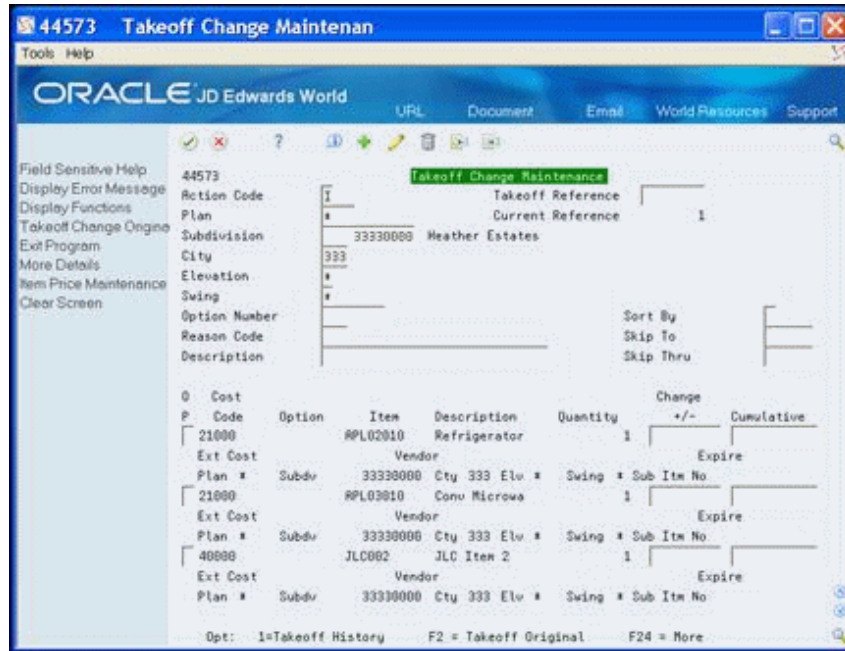 44573 Takeoff Change Maintenan
Tools Help
ORACLE JD Edwards World
URL Document Email World Resources Support
?
Field Sensitive Help
Display Error Message
Display Functions
Takeoff Change Origina
Exit Program
More Details
Item Price Maintenance
Clear Screen
44573 Takeoff Change Maintenance
Action Code I Takeoff Reference
Plan * Current Reference 1
Subdivision 33330000 Heather Estates
City 333
Elevation *
Swing *
Option Number Sort By
Reason Code Skip To
Description Skip Thru
O Cost Change
P Code Option Item Description Quantity +/- Cumulative
21000 APL02010 Refrigerator 1
Ext Cost Vendor Expire
Plan * Subdv 33330000 Cty 333 Elv * Swing * Sub Itm No
21000 APL03010 Conv Microwa 1
Ext Cost Vendor Expire
Plan * Subdv 33330000 Cty 333 Elv * Swing * Sub Itm No
40000 JLC002 JLC Item 2 1
Ext Cost Vendor Expire
Plan * Subdv 33330000 Cty 333 Elv * Swing * Sub Itm No
Opt: 1=Takeoff History F2 = Takeoff Original F24 = More